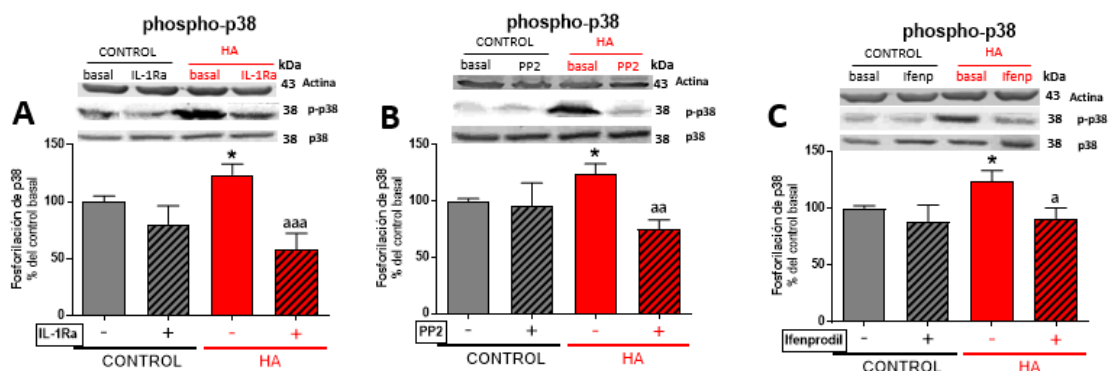 phospho-p38
CONTROL HA
basal IL-1Ra basal IL-1Ra kDa
43 Actina
38 p-p38
38 p38
A
Fosforilación de p38
% del control basal
150
100
50
0
* aaa
IL-1Ra - + - +
CONTROL HA
phospho-p38
CONTROL HA
basal PP2 basal PP2 kDa
43 Actina
38 p-p38
38 p38
B
Fosforilación de p38
% del control basal
150
100
50
0
* aa
PP2 - + - +
CONTROL HA
phospho-p38
CONTROL HA
basal Ifenp basal Ifenp kDa
43 Actina
38 p-p38
38 p38
C
Fosforilación de p38
% del control basal
150
100
50
0
* a
Ifenprodil - + - +
CONTROL HA